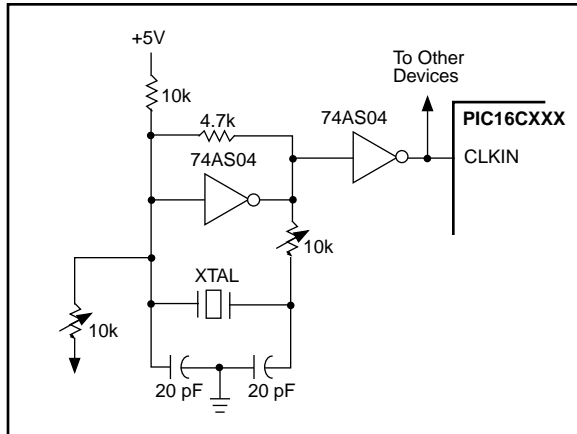 +5V
To Other
Devices
10k
4.7k
74AS04
PIC16CXXX
74AS04
CLKIN
10k
XTAL
10k
20 pF
20 pF